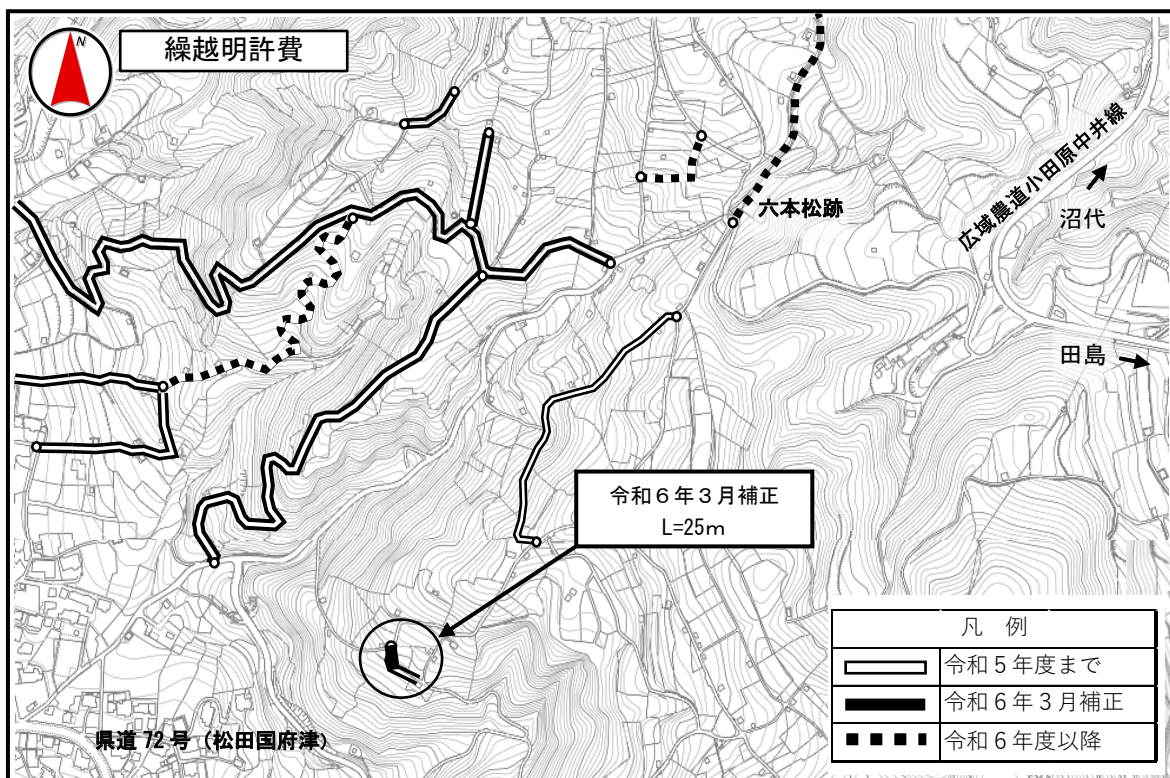 N
繰越明許費
広域農道小田原中井線
六本松跡
沼代
田島
令和６年３月補正
L=25ｍ
凡　例
令和５年度まで
令和６年３月補正
令和６年度以降
県道 72 号（松田国府津）